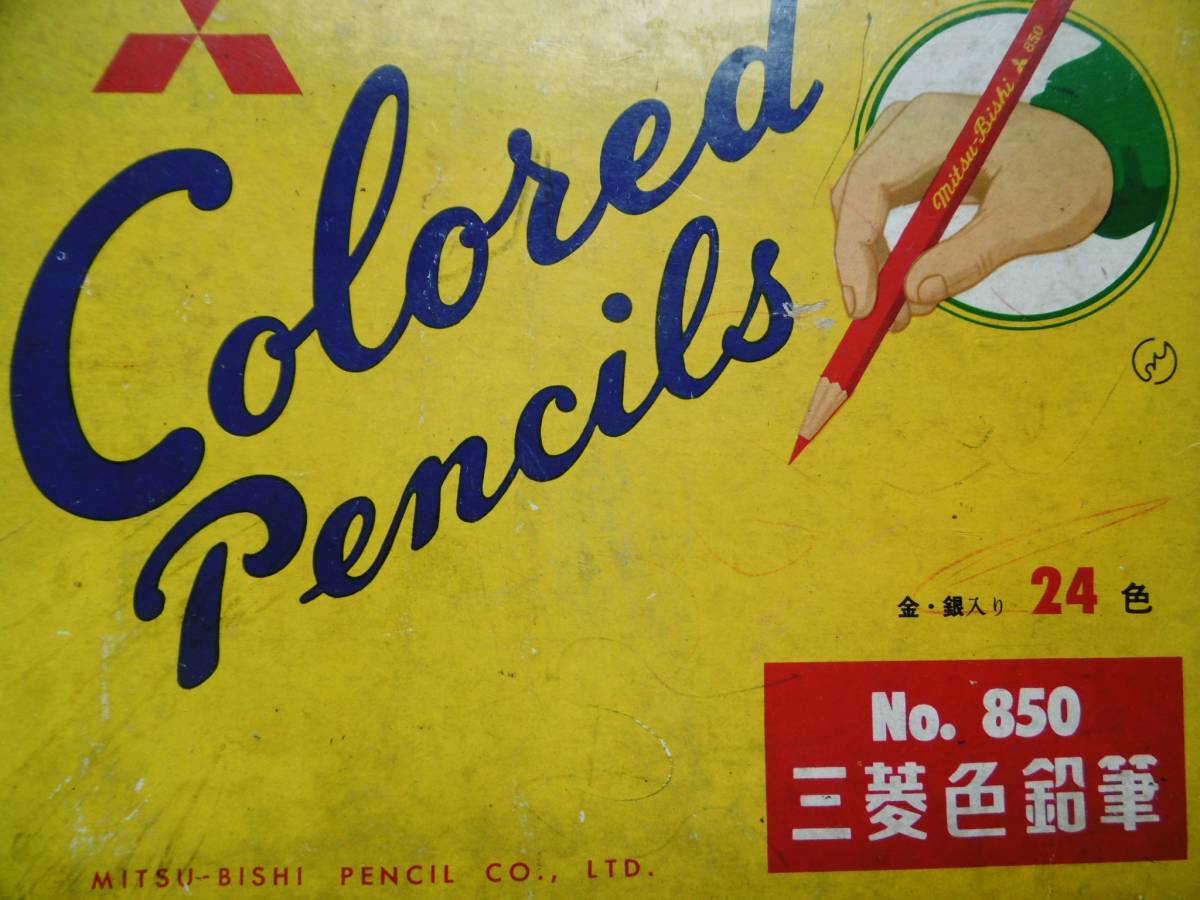 Colored
Pencils
Mitsu-Bishi 850
金・銀入り 24 色
No. 850
三菱色鉛筆
MITSU-BISHI PENCIL CO., LTD.